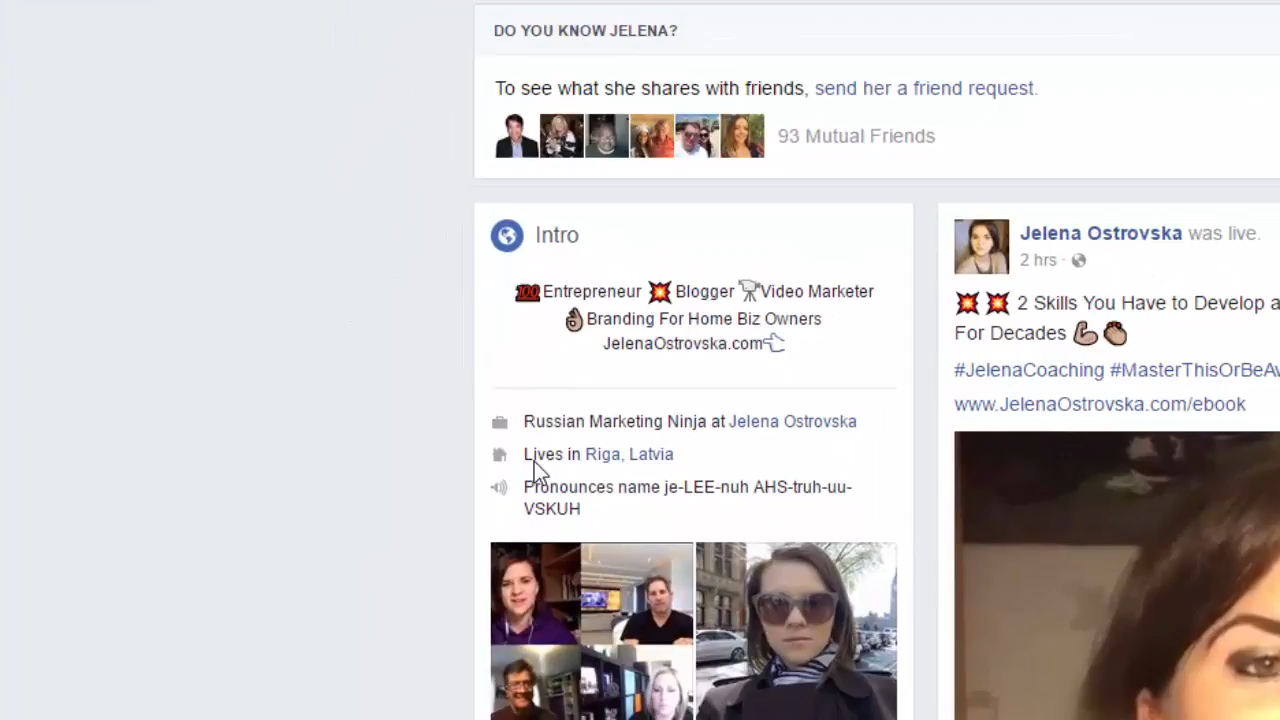 DO YOU KNOW JELENA?
To see what she shares with friends, send her a friend request.
93 Mutual Friends
Intro
💯Entrepreneur 💥Blogger 🎥Video Marketer
👌🏽Branding For Home Biz Owners
JelenaOstrovska.com👈
Russian Marketing Ninja at Jelena Ostrovska
Lives in Riga, Latvia
Pronounces name je-LEE-nuh AHS-truh-uu-
VSKUH
Jelena Ostrovska was live.
2 hrs ·
💥💥 2 Skills You Have to Develop a
For Decades 💪🏽👏🏽
#JelenaCoaching #MasterThisOrBeAv
www.JelenaOstrovska.com/ebook